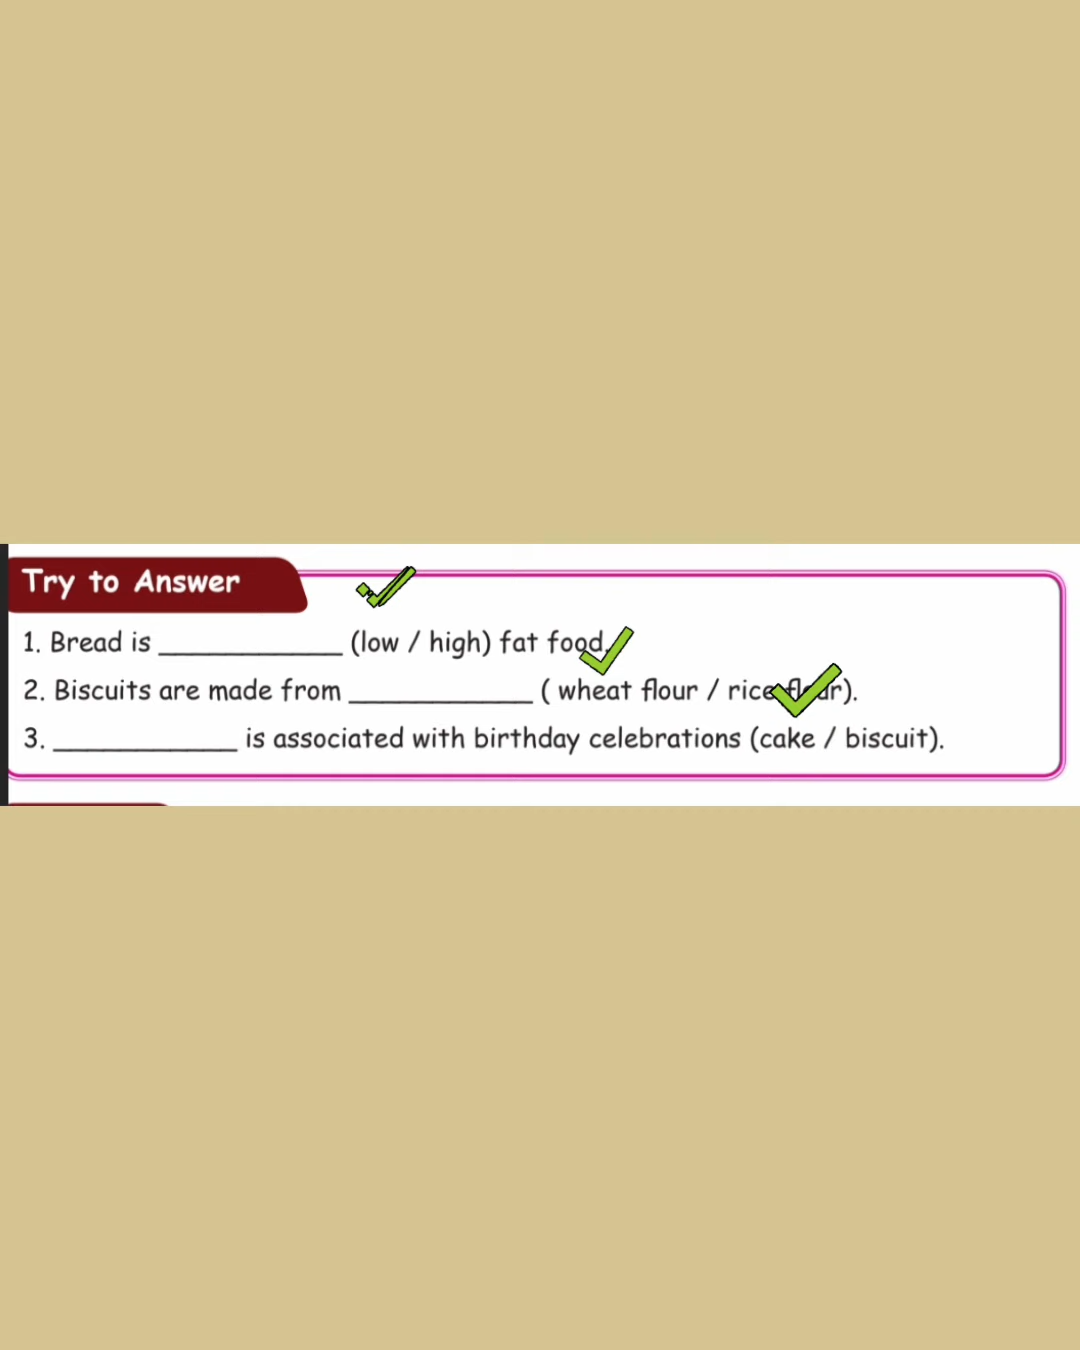 Try to Answer
1. Bread is ____________ (low / high) fat food.
2. Biscuits are made from ____________ ( wheat flour / rice flour).
3. ____________ is associated with birthday celebrations (cake / biscuit).